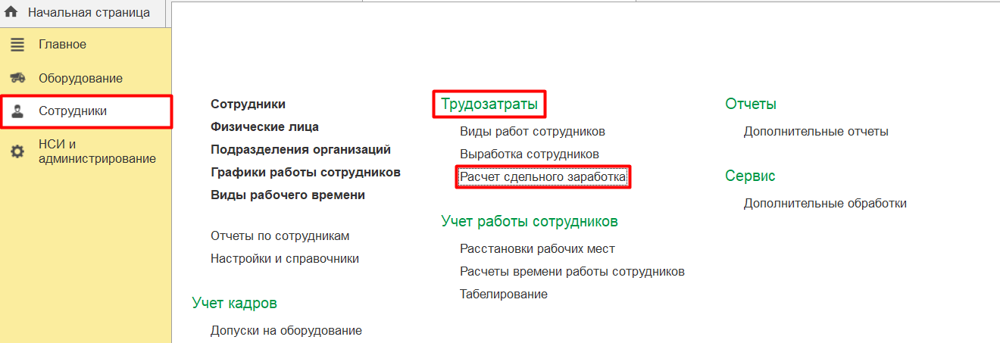 Начальная страница
Главное
Оборудование
Сотрудники
НСИ и
администрирование
Сотрудники
Физические лица
Подразделения организаций
Графики работы сотрудников
Виды рабочего времени
Отчеты по сотрудникам
Настройки и справочники
Учет кадров
Допуски на оборудование
Трудозатраты
Виды работ сотрудников
Выработка сотрудников
Расчет сдельного заработка
Учет работы сотрудников
Расстановки рабочих мест
Расчеты времени работы сотрудников
Табелирование
Отчеты
Дополнительные отчеты
Сервис
Дополнительные обработки